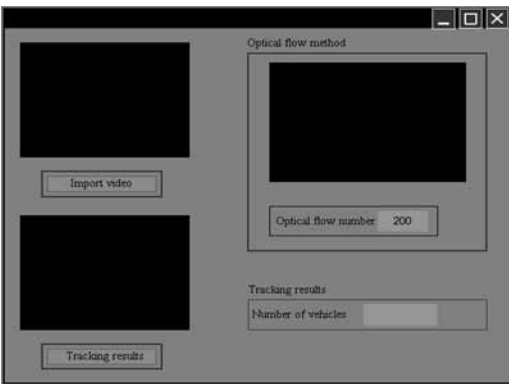 Optical flow method
Import video
Optical flow number 200
Tracking results
Number of vehicles
Tracking results